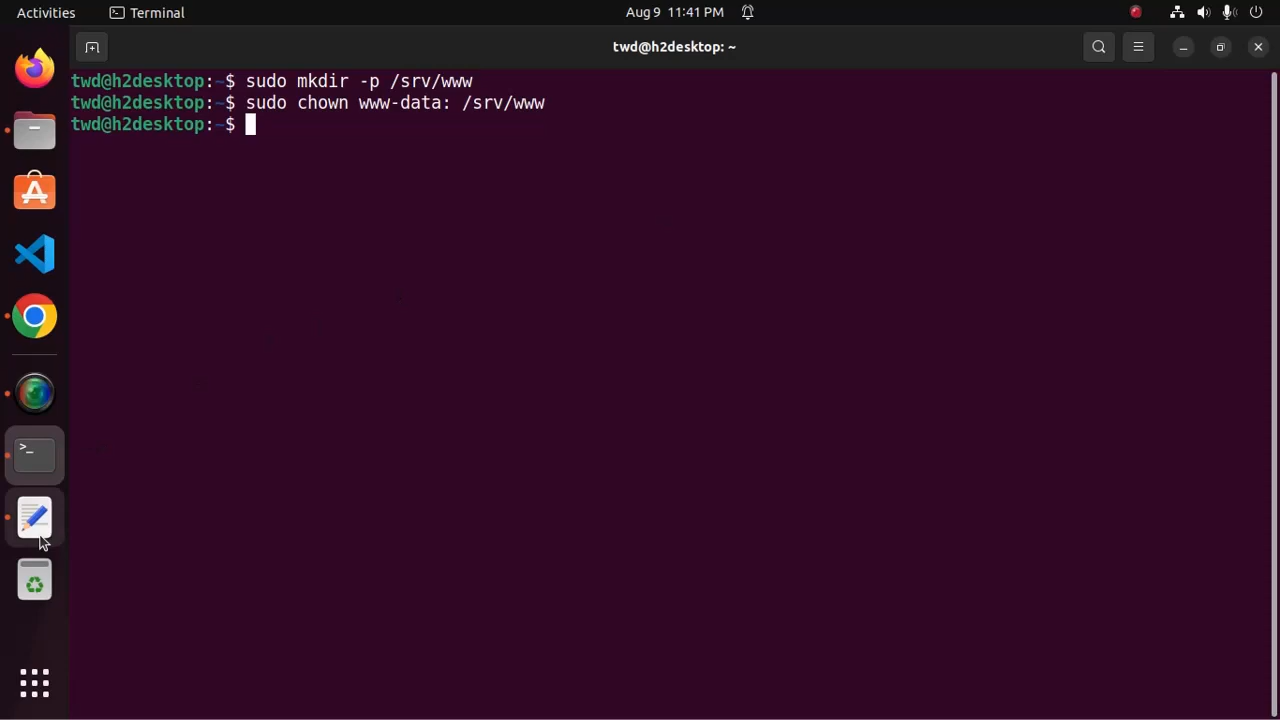 Activities Terminal Aug 9 11:41 PM
twd@h2desktop: ~
twd@h2desktop:~$ sudo mkdir -p /srv/www
twd@h2desktop:~$ sudo chown www-data: /srv/www
twd@h2desktop:~$